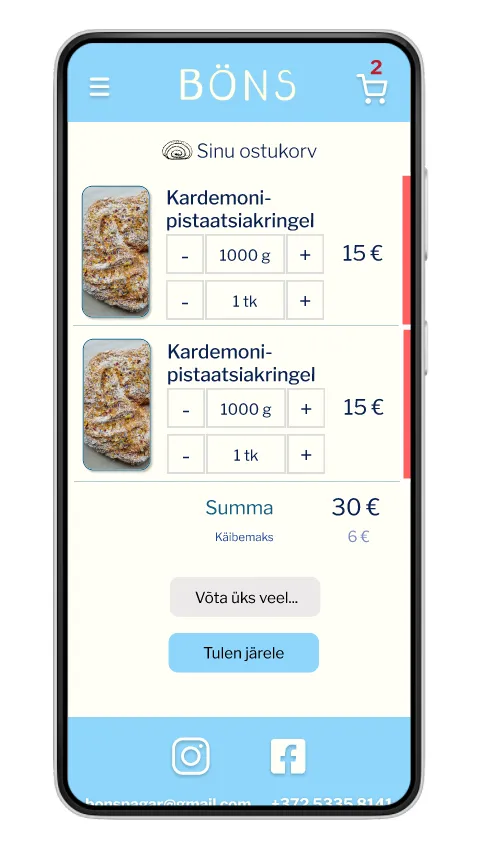 BÖNS
2
Sinu ostukorv
Kardemoni-
pistaatsiakringel
- 1000 g + 15 €
- 1 tk +
Kardemoni-
pistaatsiakringel
- 1000 g + 15 €
- 1 tk +
Summa 30 €
Käibemaks 6 €
Võta üks veel...
Tulen järele
bonspagar@gmail.com +372 5335 8141